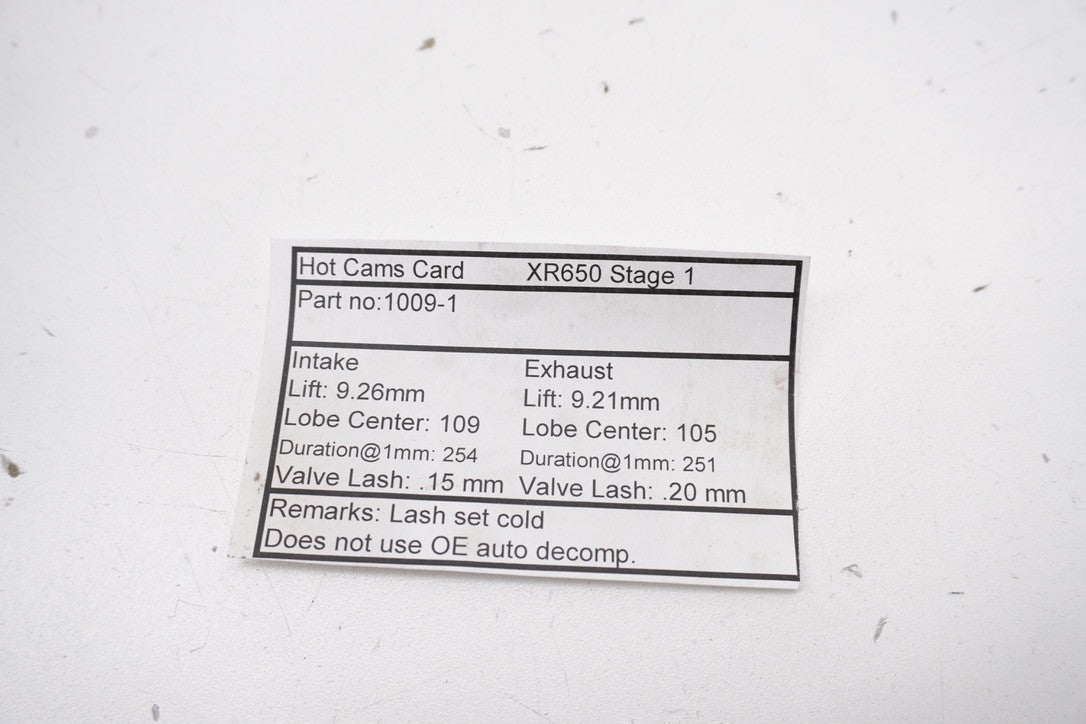 Hot Cams Card XR650 Stage 1
Part no:1009-1
Intake Exhaust
Lift: 9.26mm Lift: 9.21mm
Lobe Center: 109 Lobe Center: 105
Duration@1mm: 254 Duration@1mm: 251
Valve Lash: .15 mm Valve Lash: .20 mm
Remarks: Lash set cold
Does not use OE auto decomp.